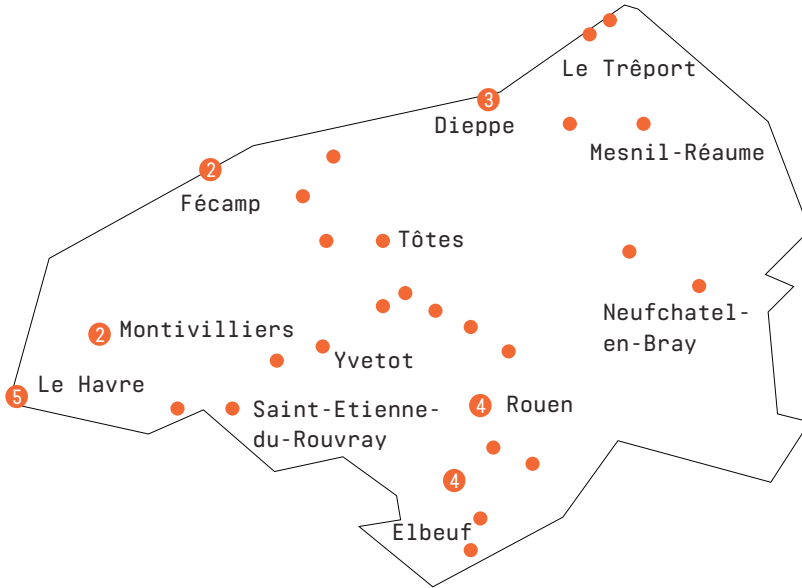 Le Trêport
3
Dieppe
Mesnil-Réaume
2
Fécamp
Tôtes
Neufchatel-
en-Bray
2 Montivilliers
Yvetot
5 Le Havre
Saint-Etienne-
du-Rouvray
4 Rouen
4
Elbeuf